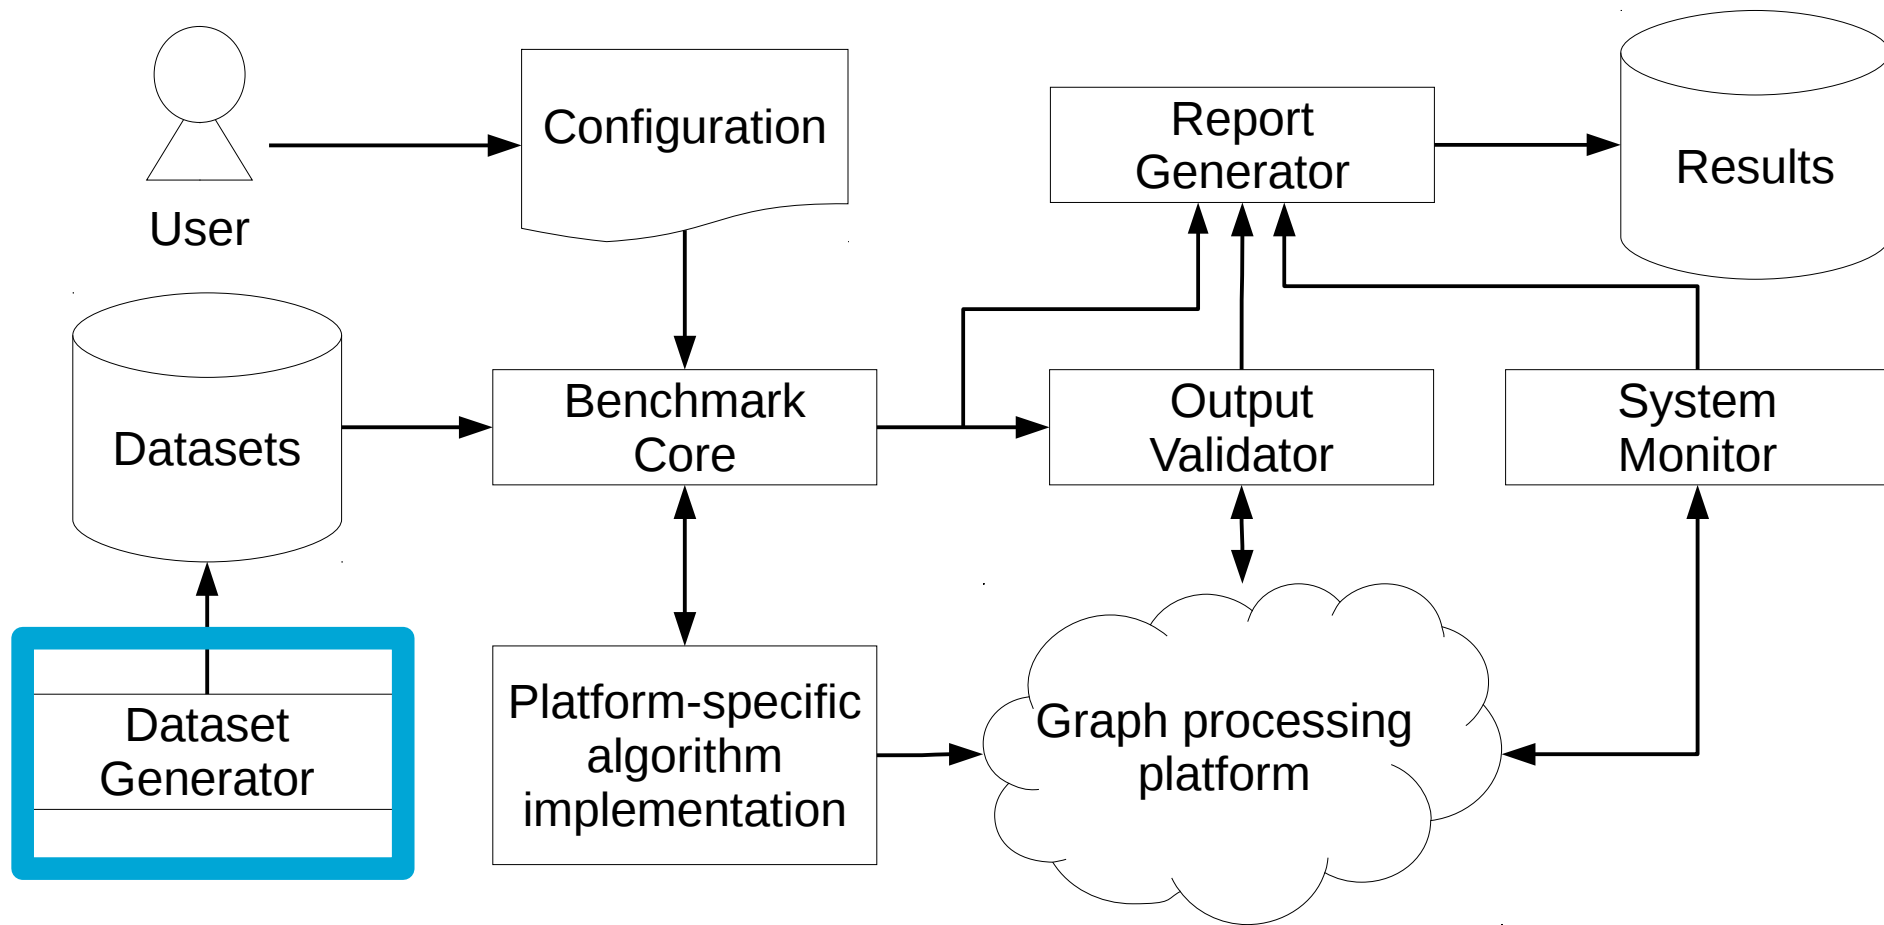 User
Configuration
Report
Generator
Results
Datasets
Benchmark
Core
Output
Validator
System
Monitor
Dataset
Generator
Platform-specific
algorithm
implementation
Graph processing
platform